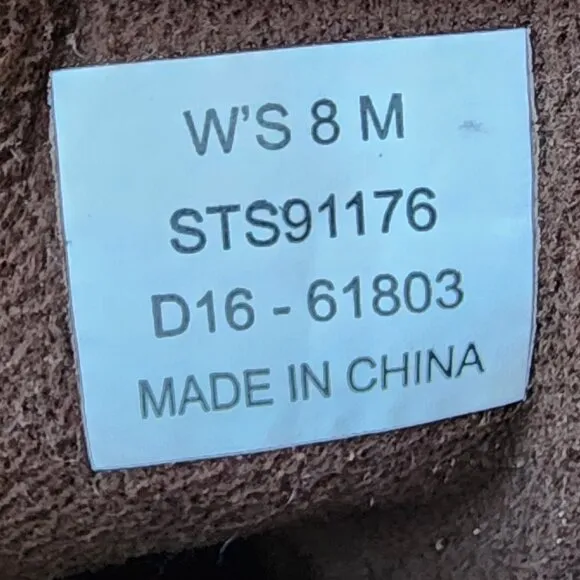 W'S 8 M
STS91176
D16 - 61803
MADE IN CHINA